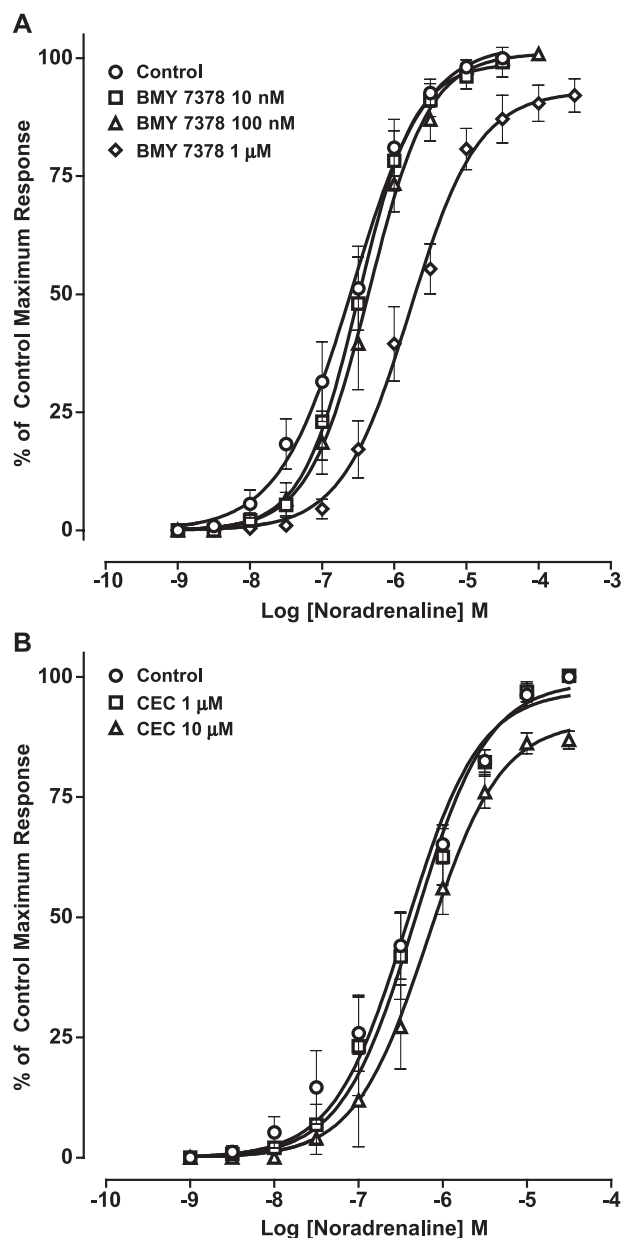 A
100
75
50
25
0
% of Control Maximum Response
Control
BMY 7378 10 nM
BMY 7378 100 nM
BMY 7378 1 μM
-10 -9 -8 -7 -6 -5 -4 -3
Log [Noradrenaline] M
B
100
75
50
25
0
% of Control Maximum Response
Control
CEC 1 μM
CEC 10 μM
-10 -9 -8 -7 -6 -5 -4
Log [Noradrenaline] M